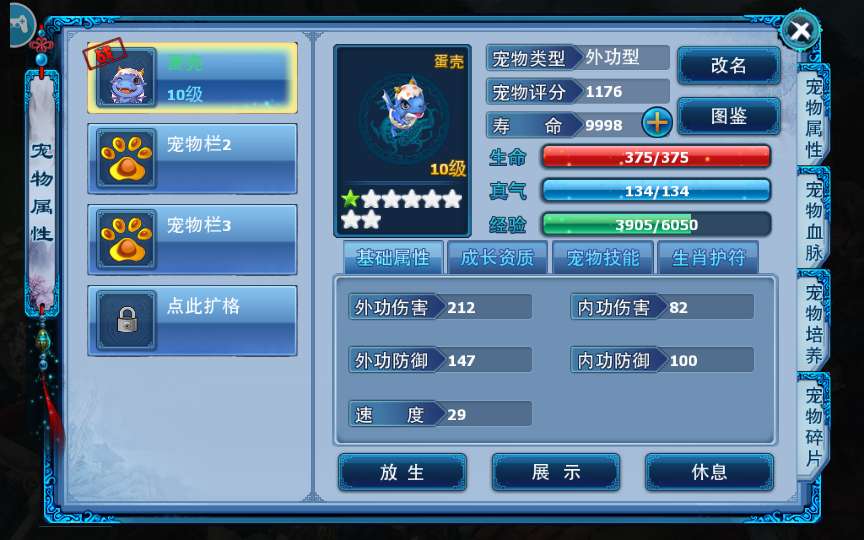 宠物属性
战
蛋壳
10级
宠物栏2
宠物栏3
点此扩格
蛋壳
10级
宠物类型 外功型
宠物评分 1176
寿命 9998
改名
图鉴
生命 375/375
真气 134/134
经验 3905/6050
基础属性 成长资质 宠物技能 生肖护符
外功伤害 212 内功伤害 82
外功防御 147 内功防御 100
速度 29
放生 展示 休息
宠物属性
宠物血脉
宠物培养
宠物碎片